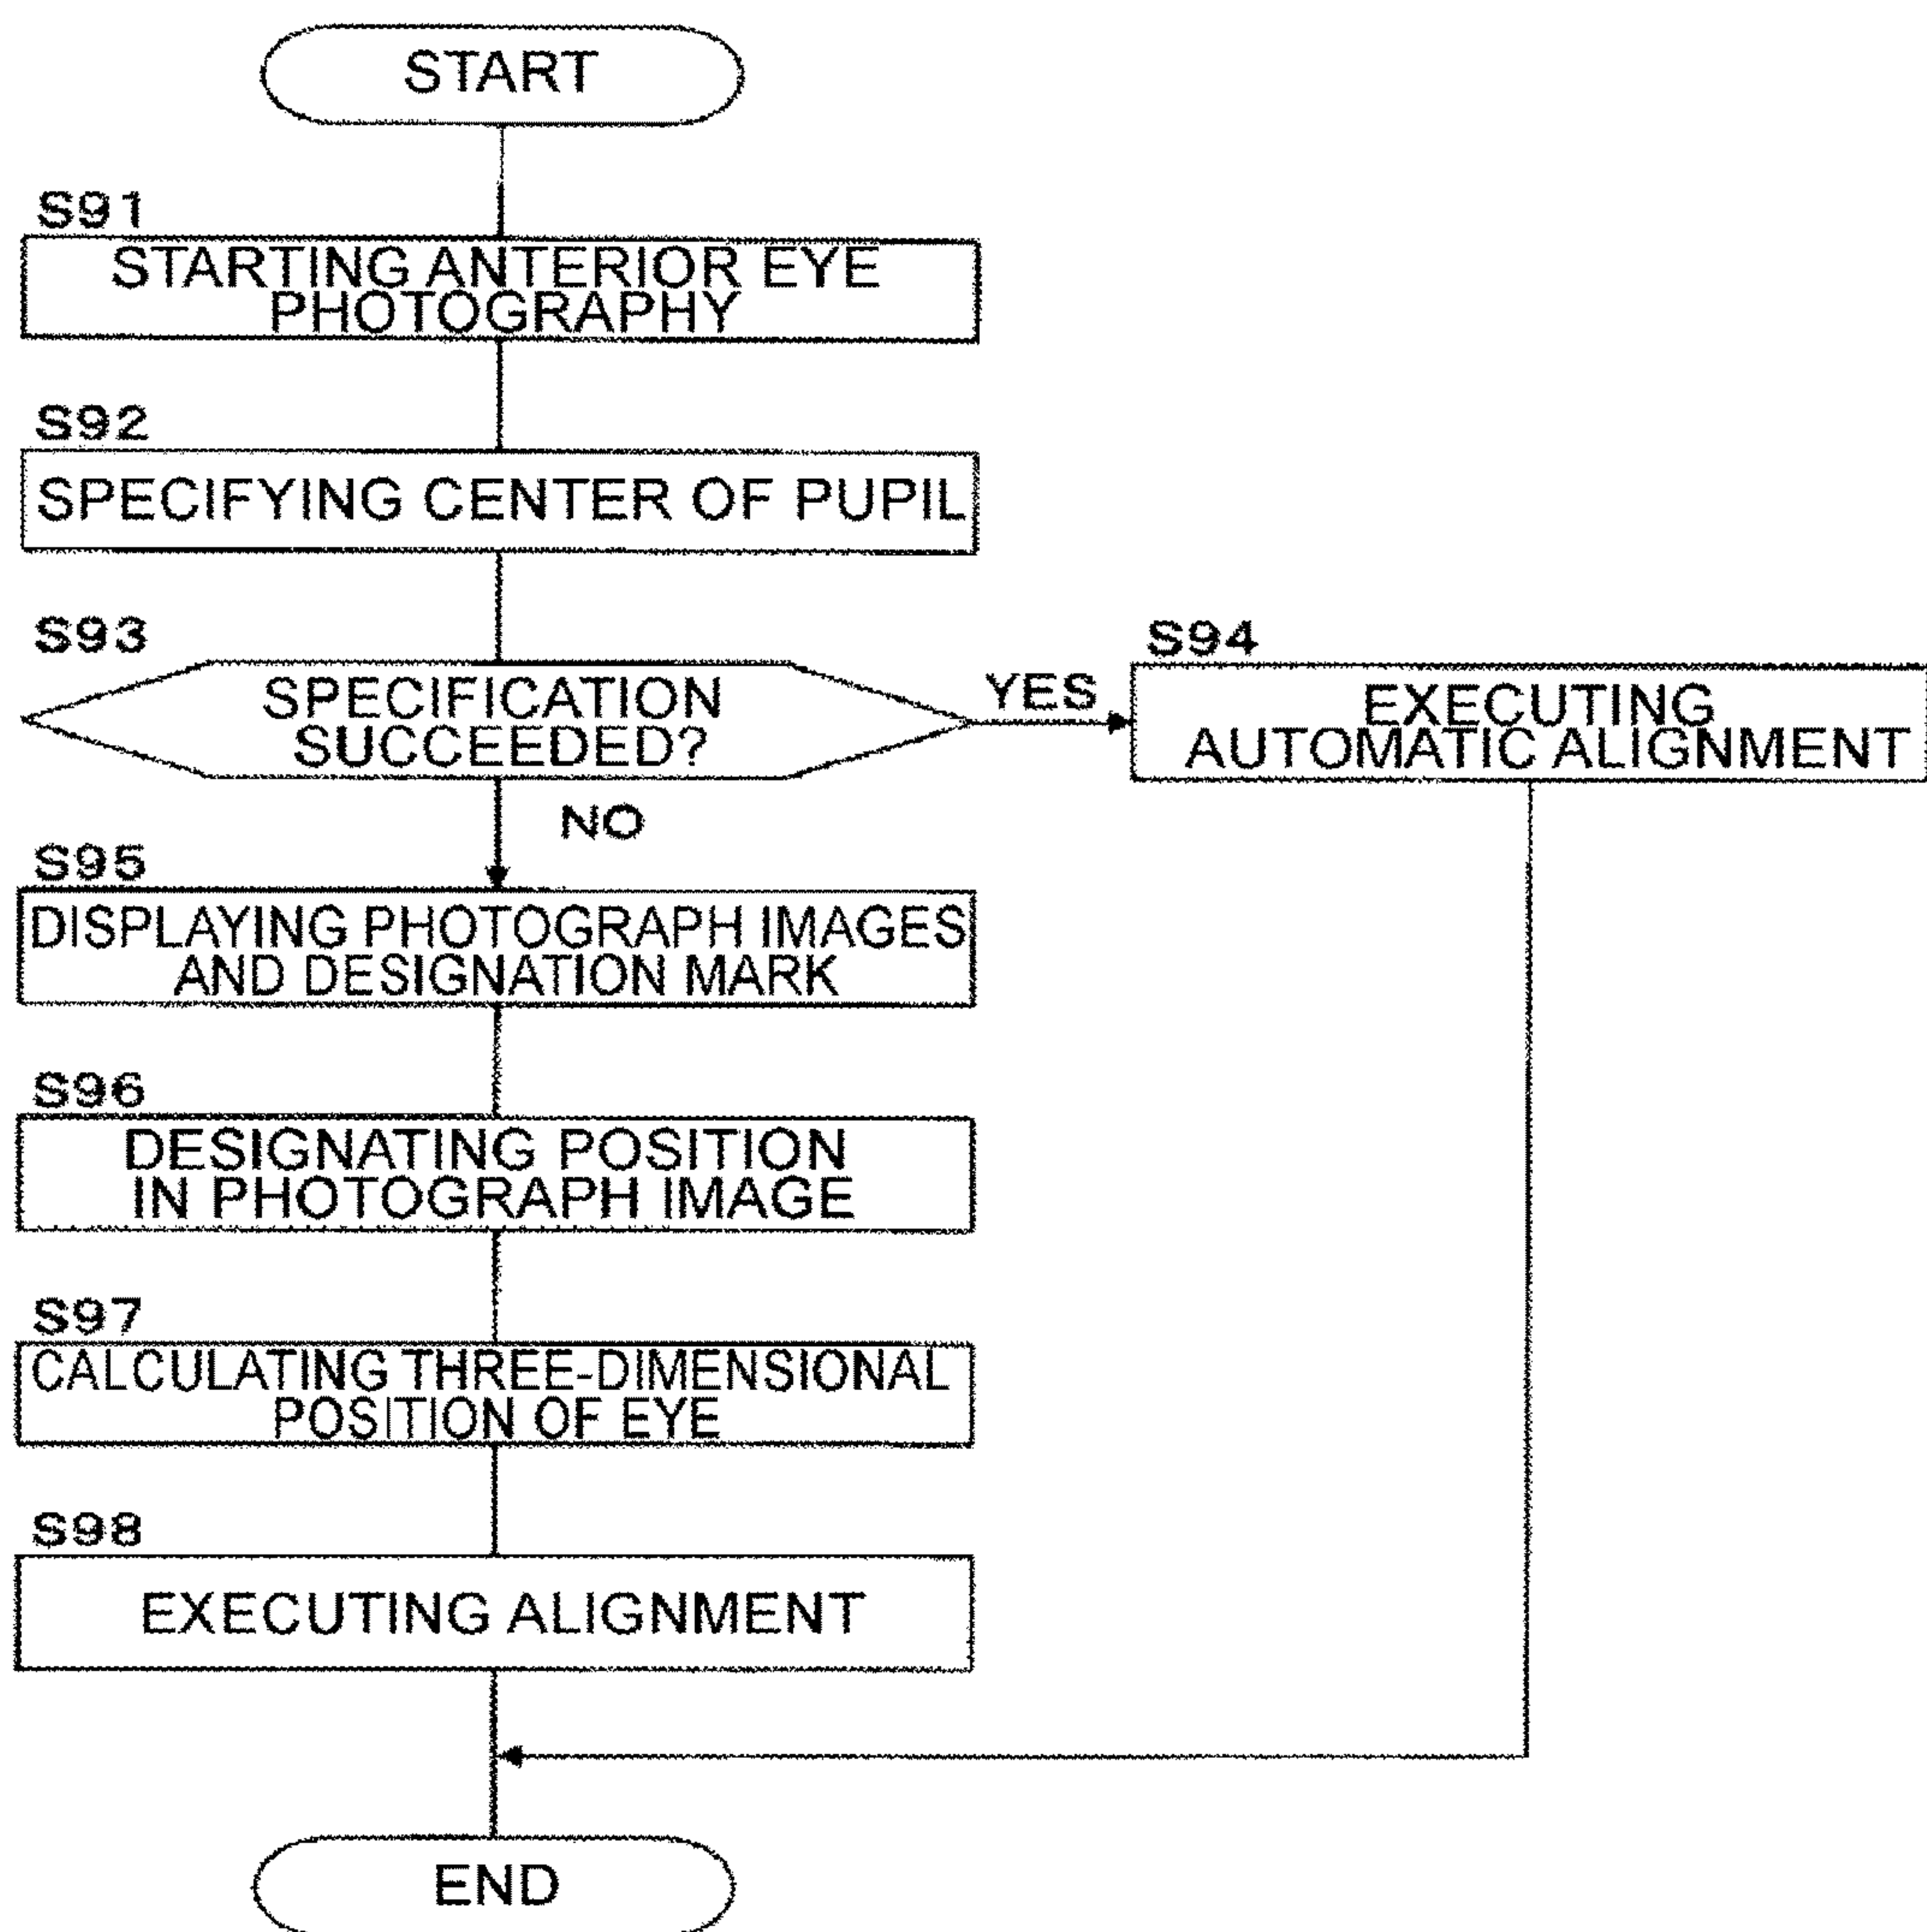 START
S91
STARTING ANTERIOR EYE
PHOTOGRAPHY
S92
SPECIFYING CENTER OF PUPIL
S93
SPECIFICATION
SUCCEEDED?
YES
S94
EXECUTING
AUTOMATIC ALIGNMENT
NO
S95
DISPLAYING PHOTOGRAPH IMAGES
AND DESIGNATION MARK
S96
DESIGNATING POSITION
IN PHOTOGRAPH IMAGE
S97
CALCULATING THREE-DIMENSIONAL
POSITION OF EYE
S98
EXECUTING ALIGNMENT
END